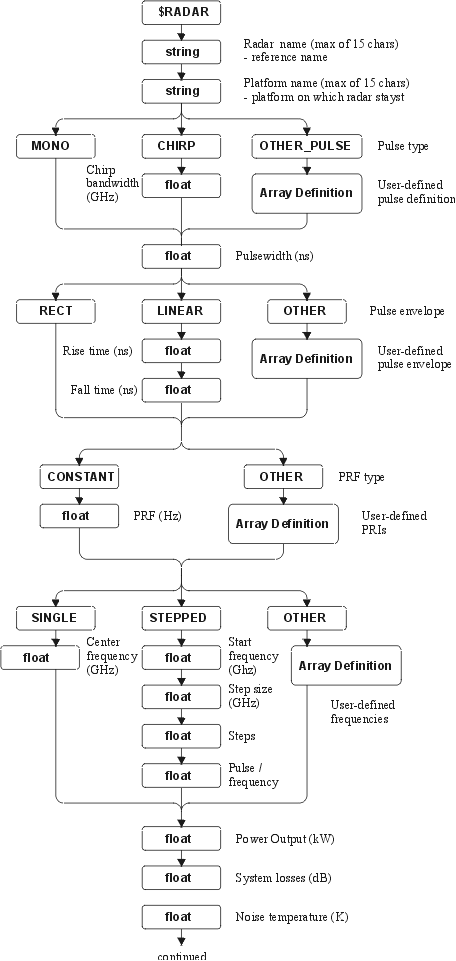 $RADAR
string
Radar name (max of 15 chars)
- reference name
string
Platform name (max of 15 chars)
- platform on which radar stayst
MONO
CHIRP
OTHER_PULSE
Pulse type
Chirp
bandwidth
(GHz)
float
Array Definition
User-defined
pulse definition
float
Pulsewidth (ns)
RECT
LINEAR
OTHER
Pulse envelope
Rise time (ns)
float
Array Definition
User-defined
pulse envelope
Fall time (ns)
float
CONSTANT
OTHER
PRF type
float
PRF (Hz)
Array Definition
User-defined
PRIs
SINGLE
STEPPED
OTHER
float
Center
frequency
(GHz)
float
Start
frequency
(Ghz)
Array Definition
float
Step size
(GHz)
User-defined
frequencies
float
Steps
float
Pulse /
frequency
float
Power Output (kW)
float
System losses (dB)
float
Noise temperature (K)
continued